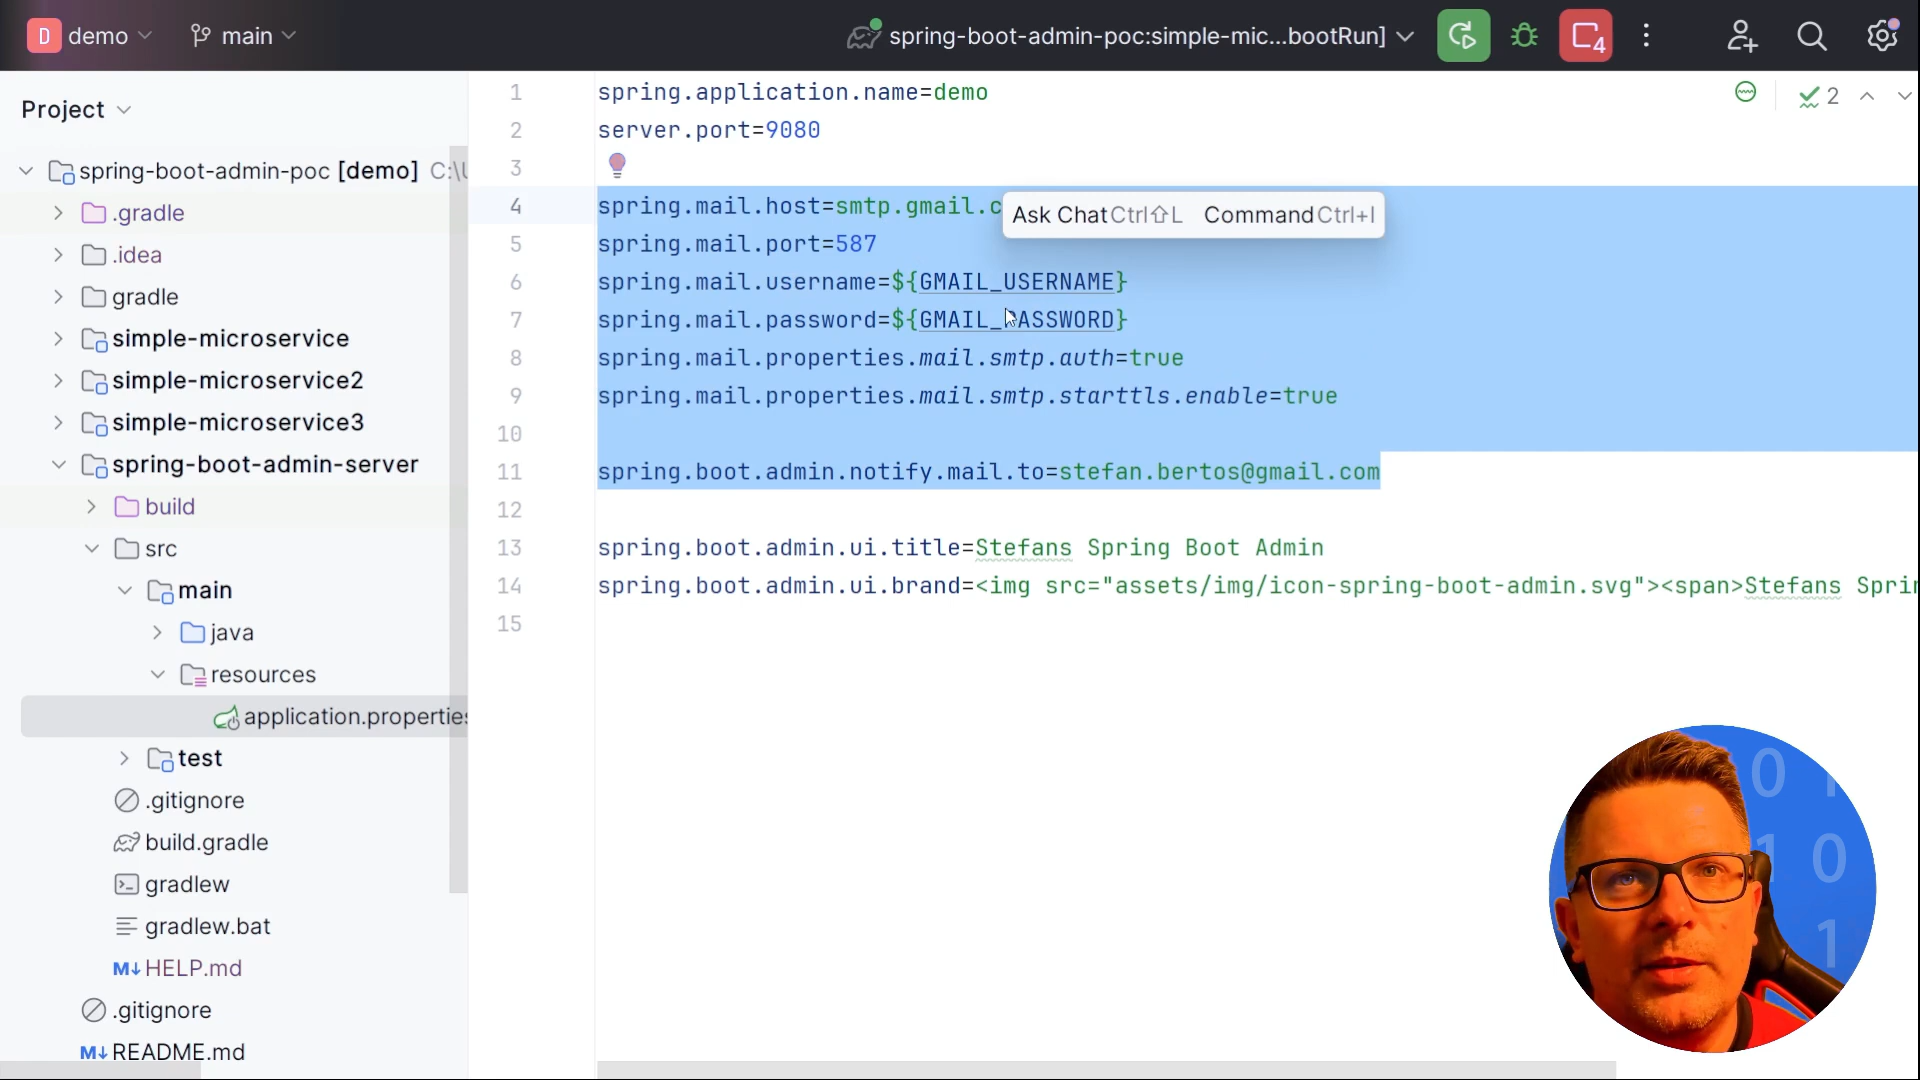 D demo main spring-boot-admin-poc:simple-mic...bootRun] 4
Project
spring-boot-admin-poc [demo] C:\
.gradle
.idea
gradle
simple-microservice
simple-microservice2
simple-microservice3
spring-boot-admin-server
build
src
main
java
resources
application.properties
test
.gitignore
build.gradle
gradlew
gradlew.bat
M↓ HELP.md
.gitignore
M↓ README.md
2
1 spring.application.name=demo
2 server.port=9080
3
4 spring.mail.host=smtp.gmail.c
Ask Chat Ctrl⇧L Command Ctrl+I
5 spring.mail.port=587
6 spring.mail.username=${GMAIL_USERNAME}
7 spring.mail.password=${GMAIL_PASSWORD}
8 spring.mail.properties.mail.smtp.auth=true
9 spring.mail.properties.mail.smtp.starttls.enable=true
10
11 spring.boot.admin.notify.mail.to=stefan.bertos@gmail.com
12
13 spring.boot.admin.ui.title=Stefans Spring Boot Admin
14 spring.boot.admin.ui.brand=<img src="assets/img/icon-spring-boot-admin.svg"><span>Stefans Sprin
15
0 1
1 0
1